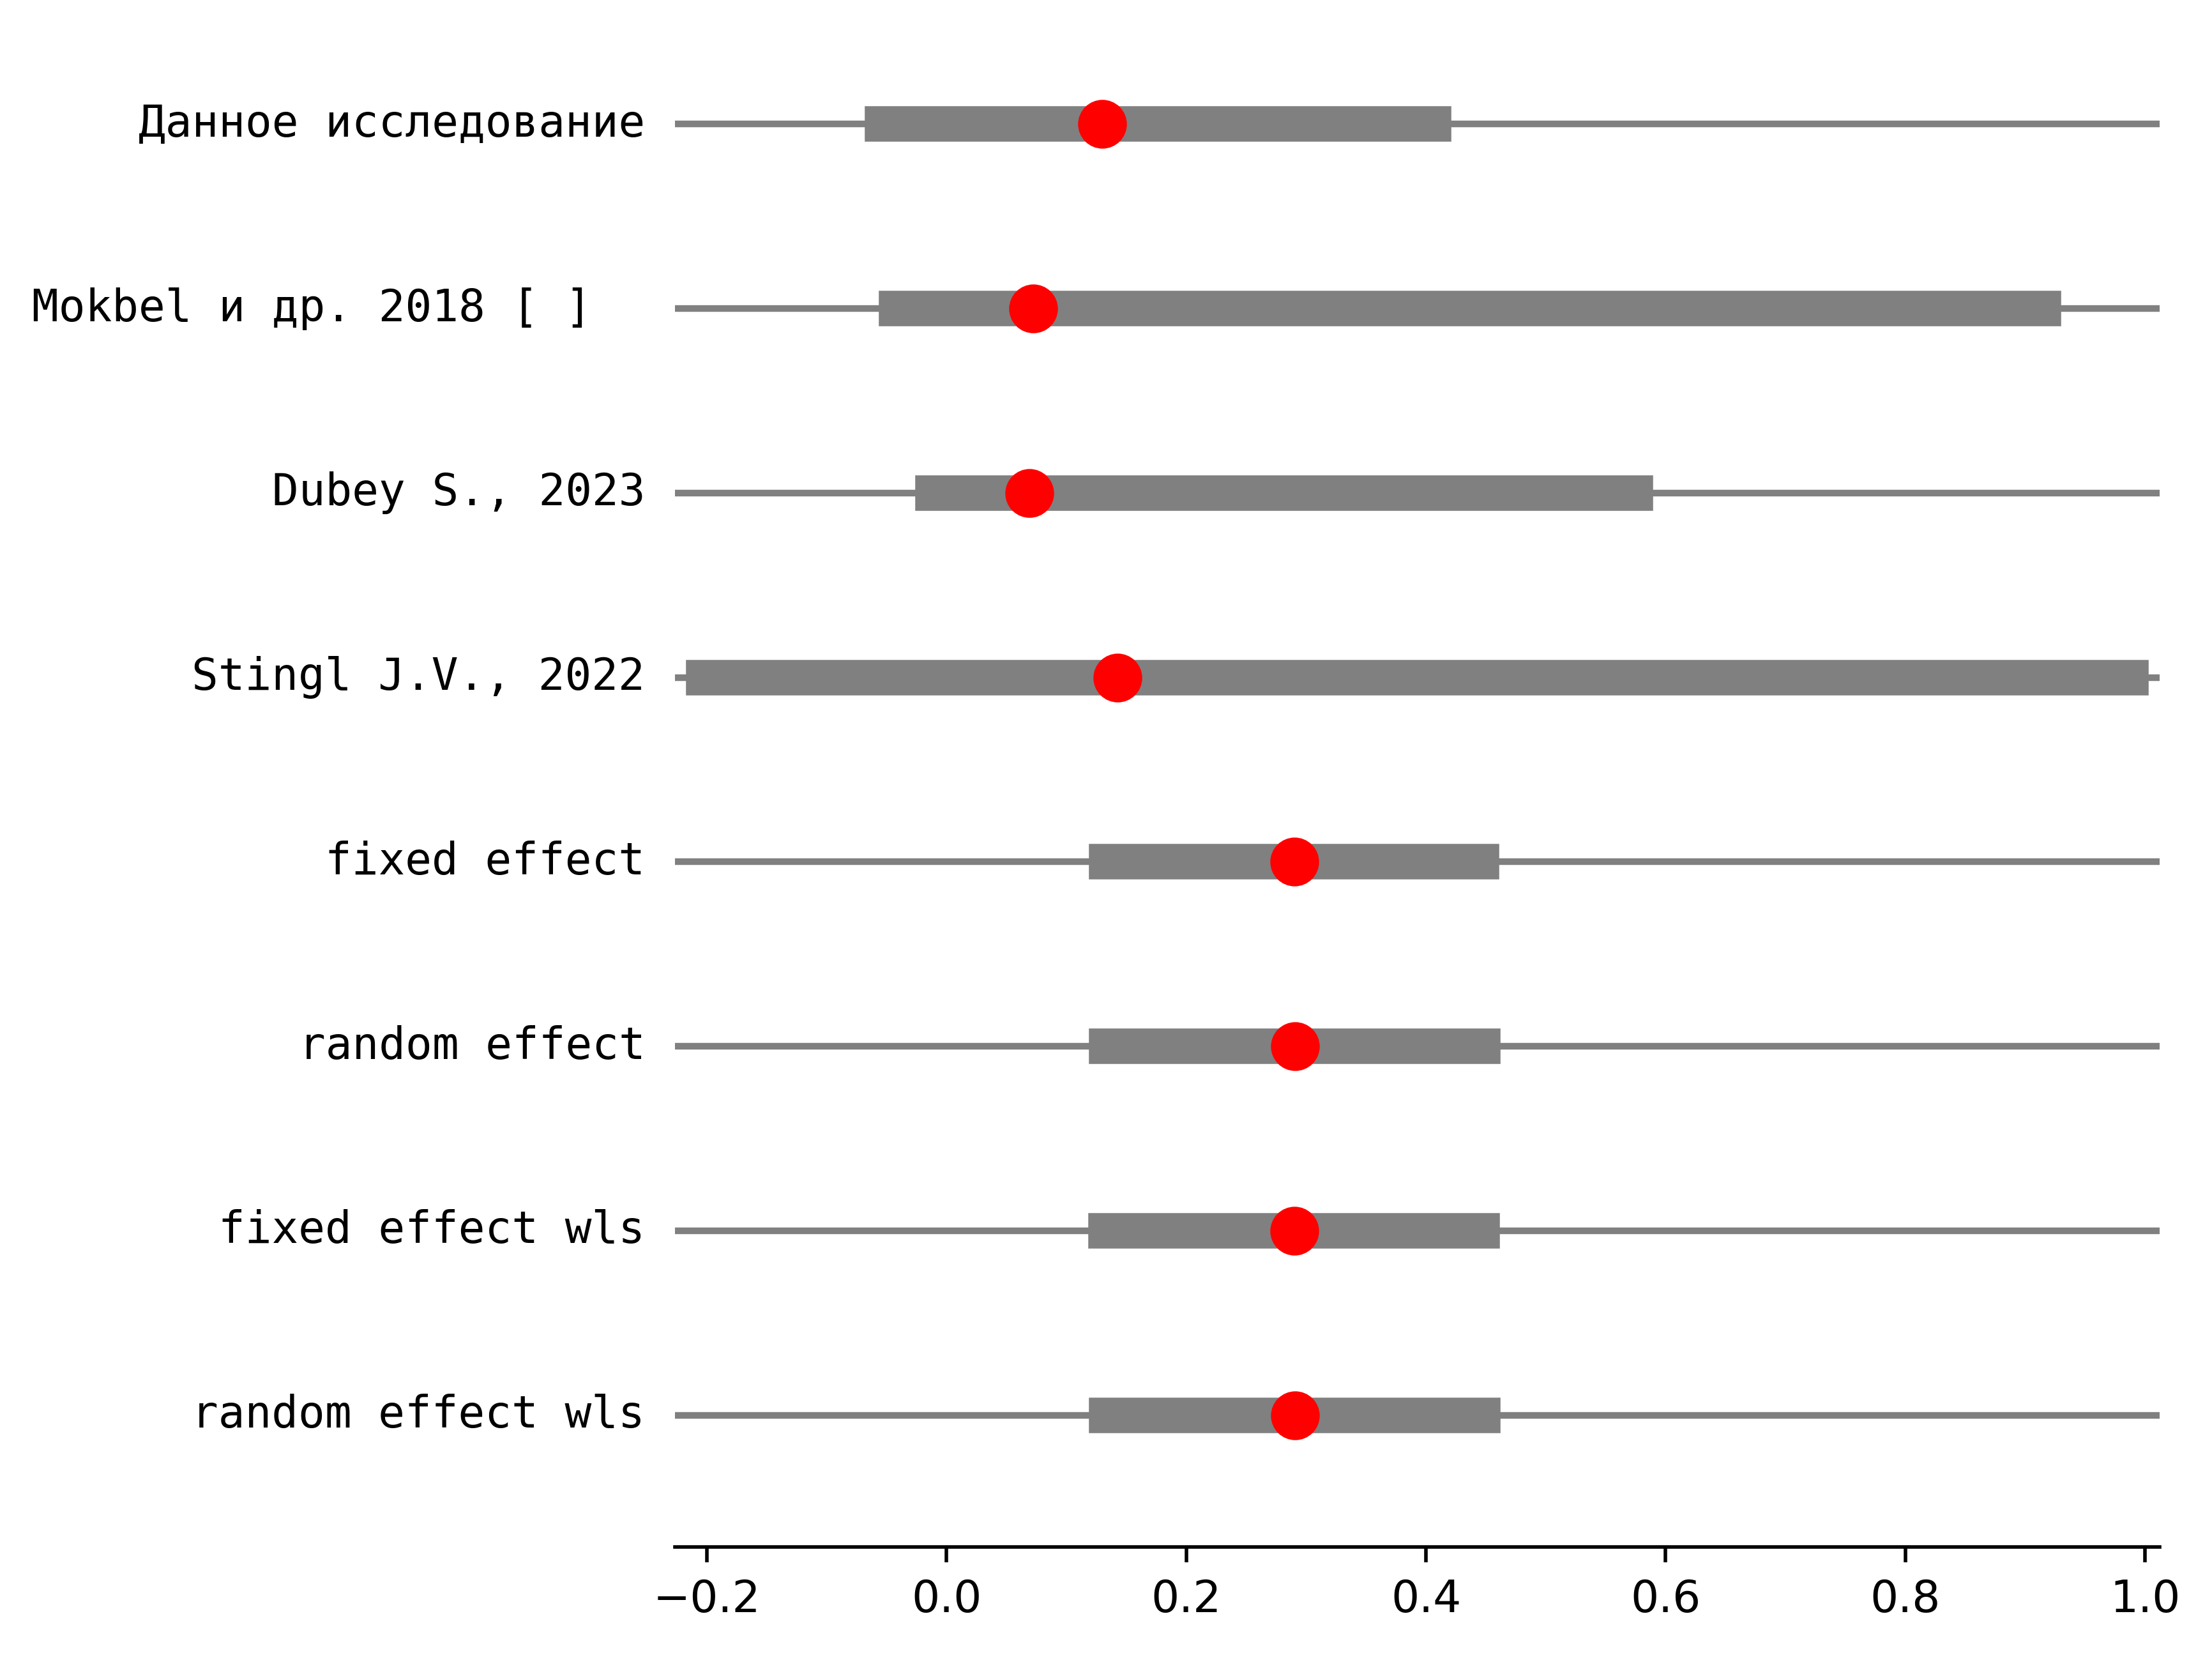 Данное исследование
Mokbel и др. 2018 [ ]
Dubey S., 2023
Stingl J.V., 2022
fixed effect
random effect
fixed effect wls
random effect wls
−0.2 0.0 0.2 0.4 0.6 0.8 1.0